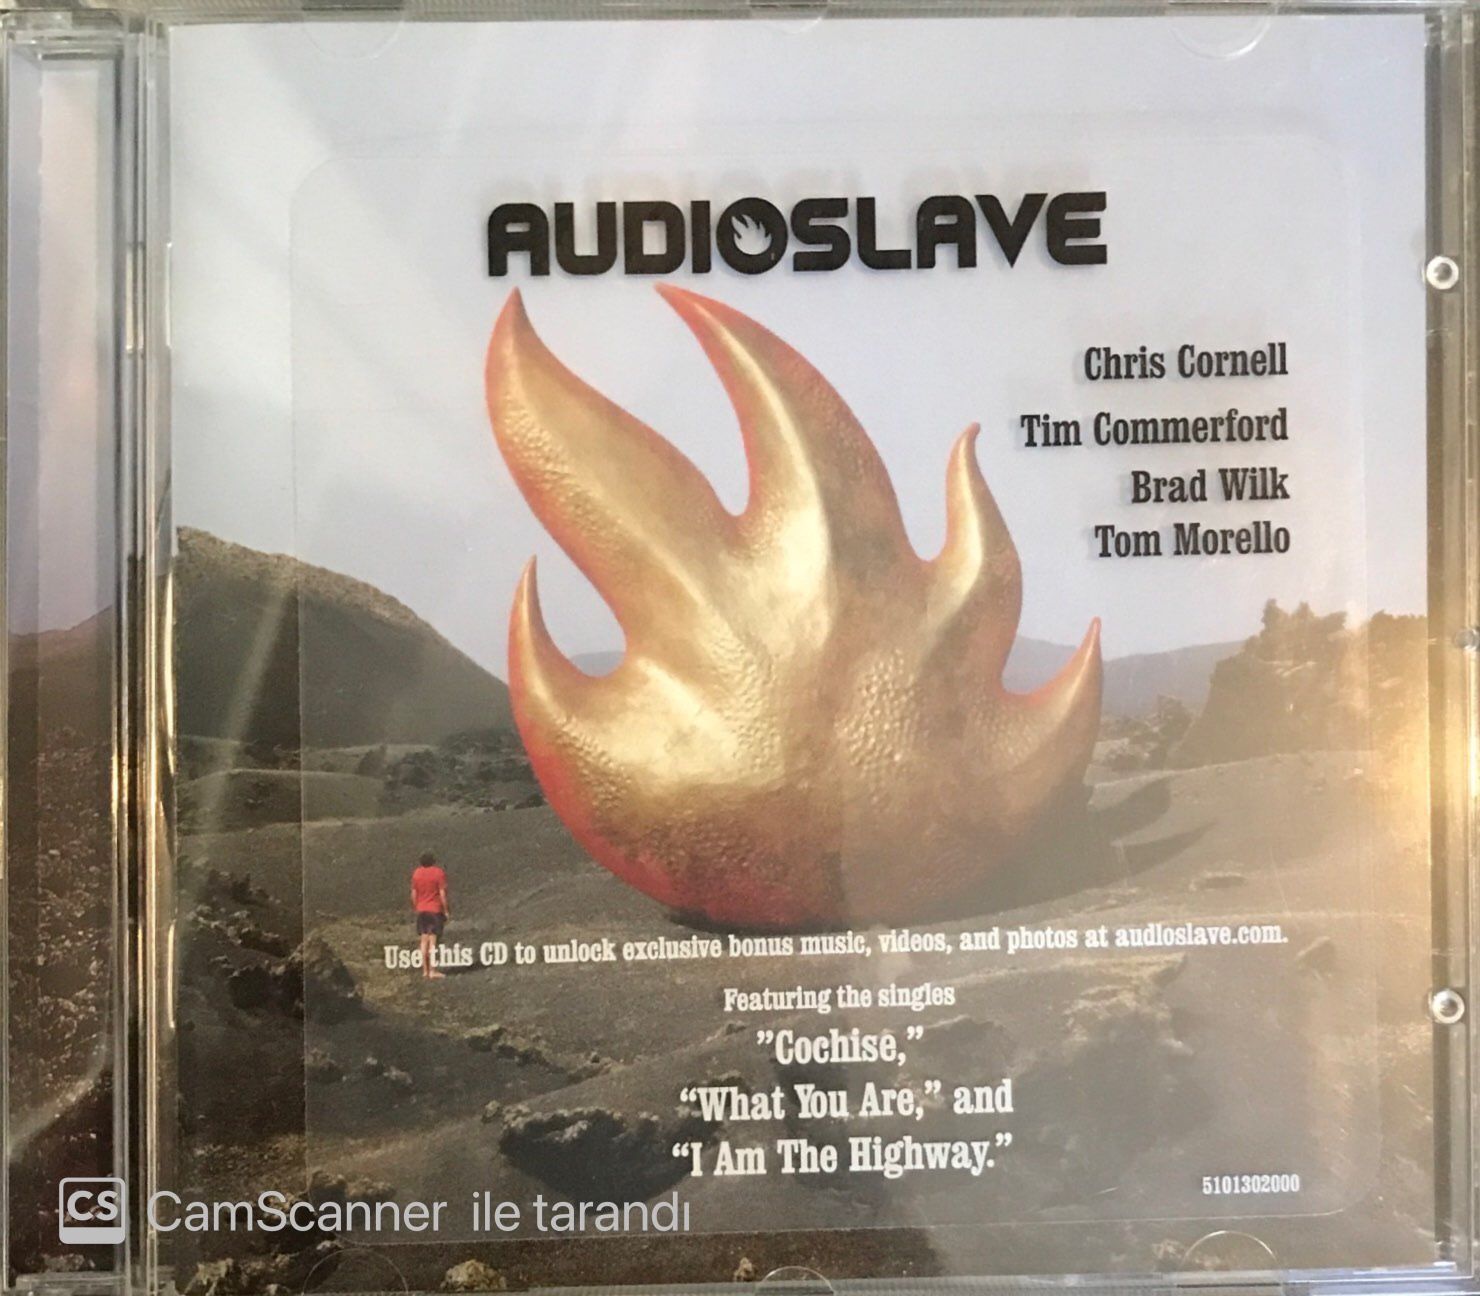 AUDIOSLAVE
Chris Cornell
Tim Commerford
Brad Wilk
Tom Morello
Use this CD to unlock exclusive bonus music, videos, and photos at audioslave.com.
Featuring the singles
”Cochise,”
“What You Are,” and
“I Am The Highway.”
5101302000
CS CamScanner ile tarandı